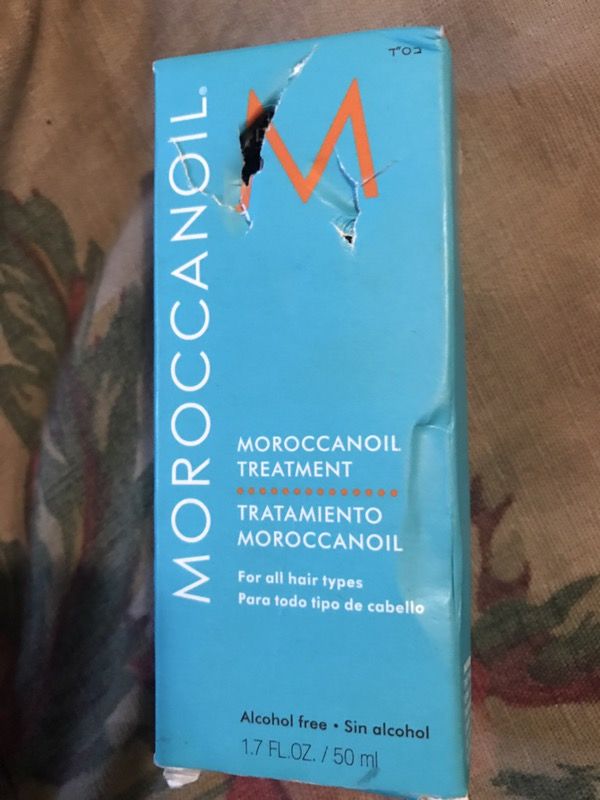 בס"ד
MOROCCANOIL®
M
MOROCCANOIL
TREATMENT
TRATAMIENTO
MOROCCANOIL
For all hair types
Para todo tipo de cabello
Alcohol free • Sin alcohol
1.7 FL.OZ. / 50 ml